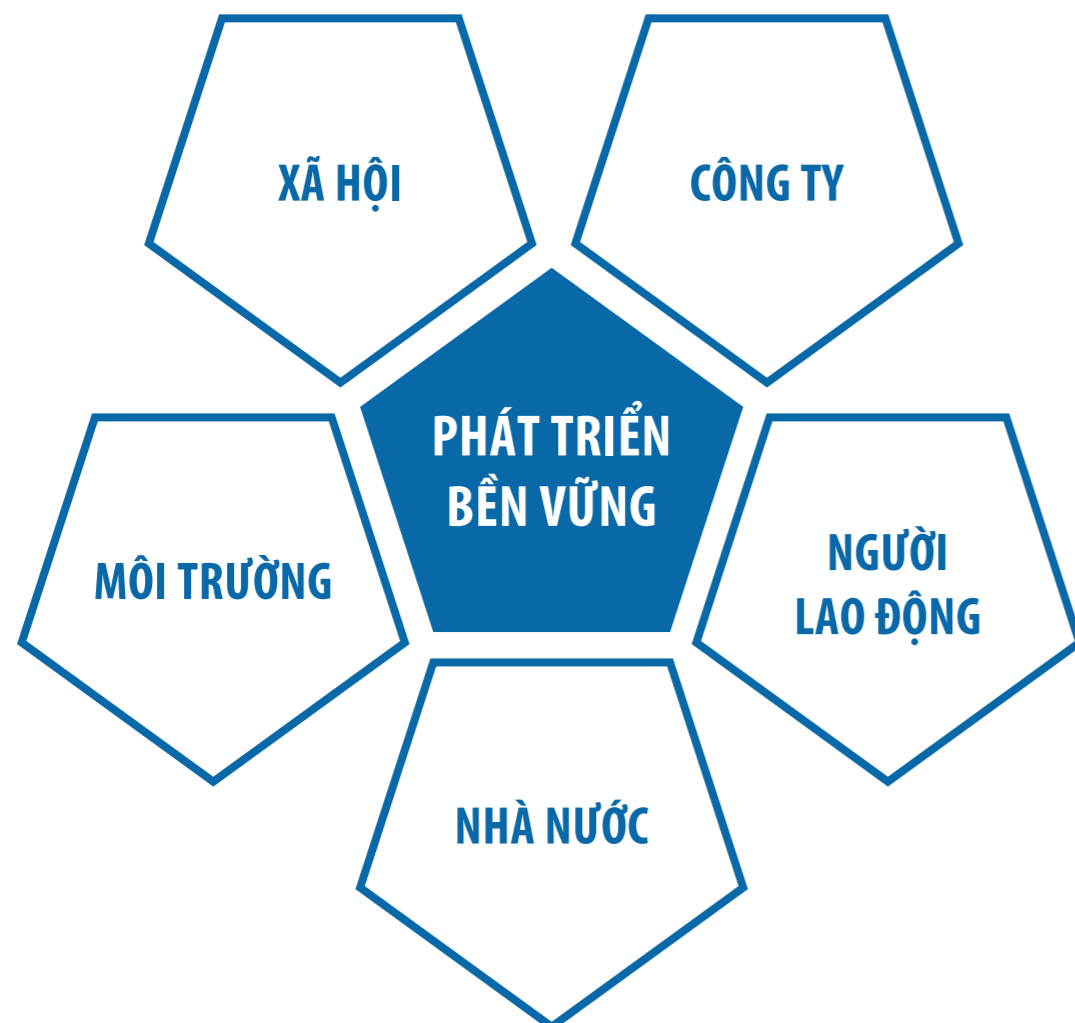 XÃ HỘI
CÔNG TY
PHÁT TRIỂN
BỀN VỮNG
MÔI TRƯỜNG
NGƯỜI
LAO ĐỘNG
NHÀ NƯỚC